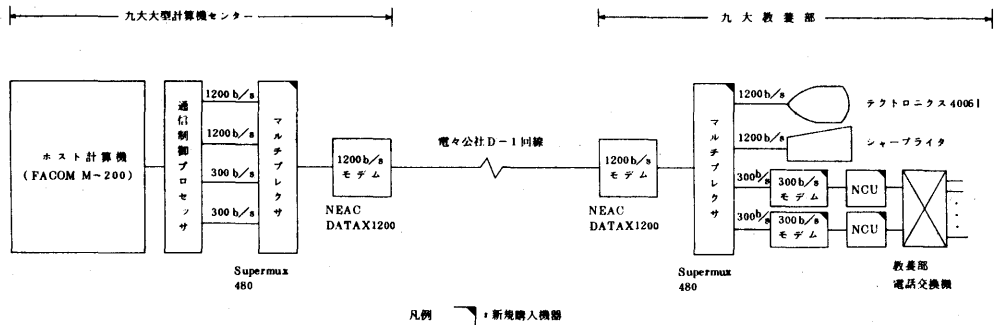 九大大型計算機センター
九大教養部
ホスト計算機
(FACOM M-200)
通信制御プロセッサ
1200b/s
1200b/s
300b/s
300b/s
マルチプレクサ
Supermux
480
1200b/s
モデム
NEAC
DATAX1200
電々公社D-1回線
1200b/s
モデム
NEAC
DATAX1200
マルチプレクサ
Supermux
480
1200b/s
テクトロニクス4006I
1200b/s
シャープライタ
300b/s
300b/s
モデム
NCU
300b/s
300b/s
モデム
NCU
教養部
電話交換機
凡例
:新規購入機器